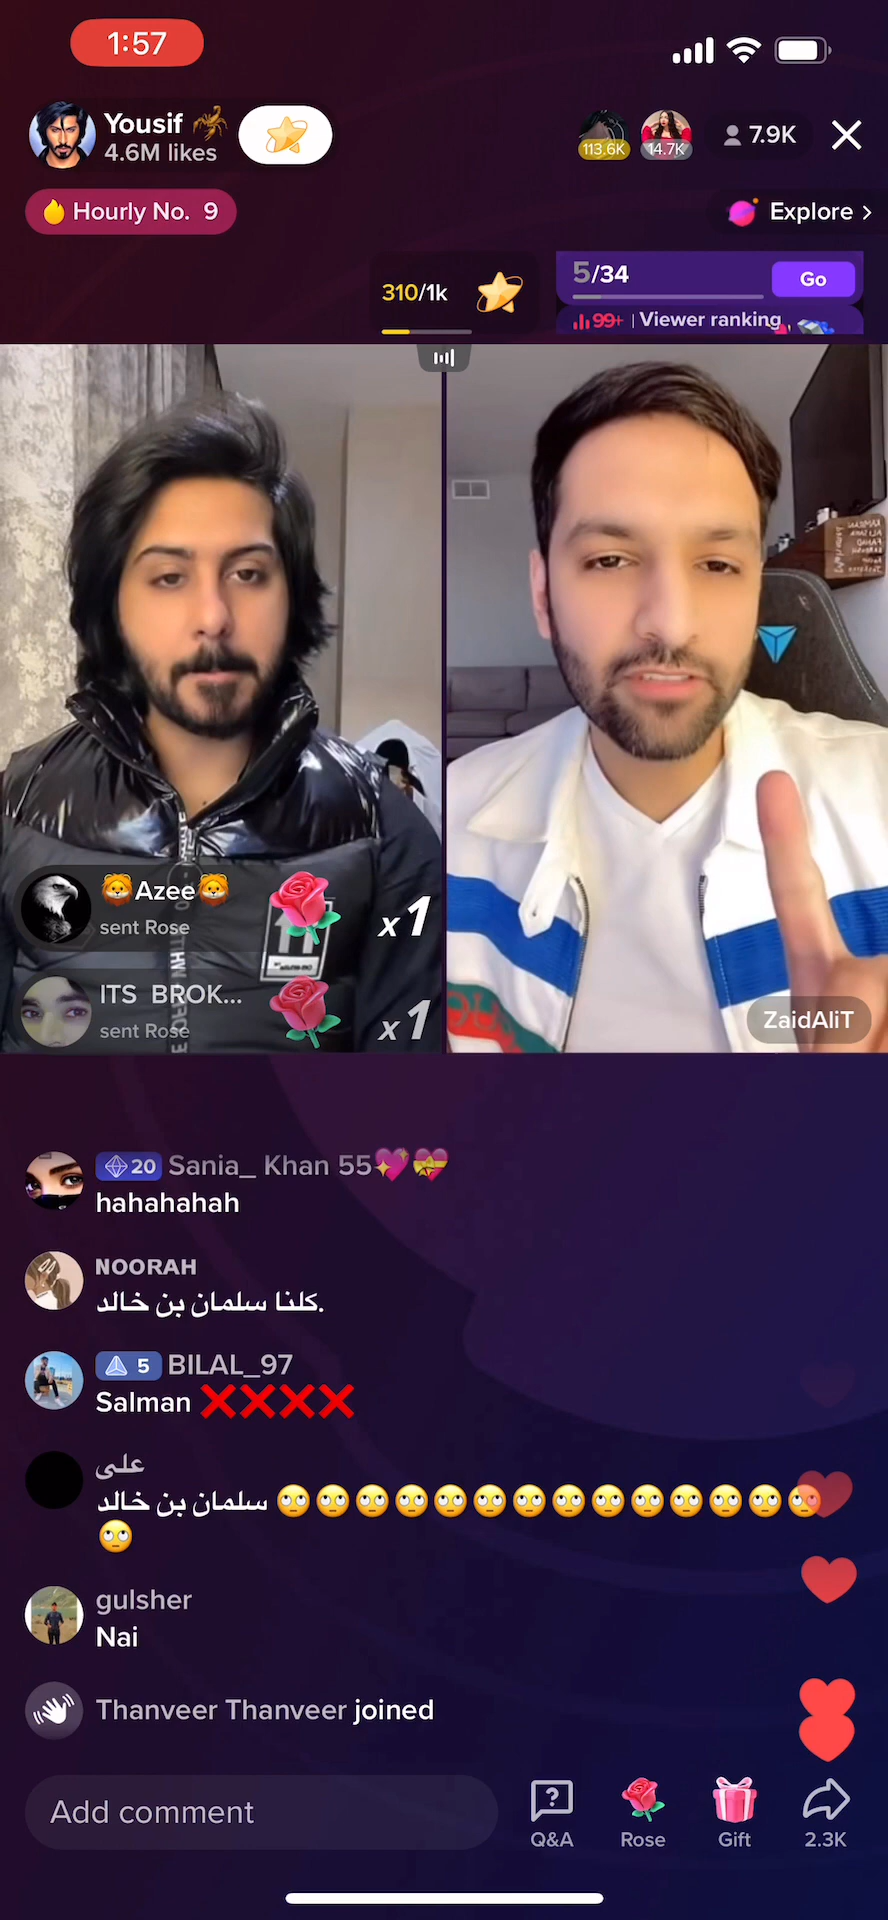 1:57
Yousif 🦂
4.6M likes
113.6K
14.7K
7.9K
Hourly No. 9
Explore >
310/1k
5/34
Go
99+ | Viewer ranking
🦁Azee🦁
sent Rose
x1
ITS BROK...
sent Rose
x1
ZaidAliT
20 Sania_ Khan 55💖💝
hahahahah
NOORAH
كلنا سلمان بن خالد.
5 BILAL_97
Salman ❌❌❌❌
على
سلمان بن خالد 🙄🙄🙄🙄🙄🙄🙄🙄🙄🙄🙄🙄🙄🙄
🙄
gulsher
Nai
Thanveer Thanveer joined
Add comment
Q&A
Rose
Gift
2.3K